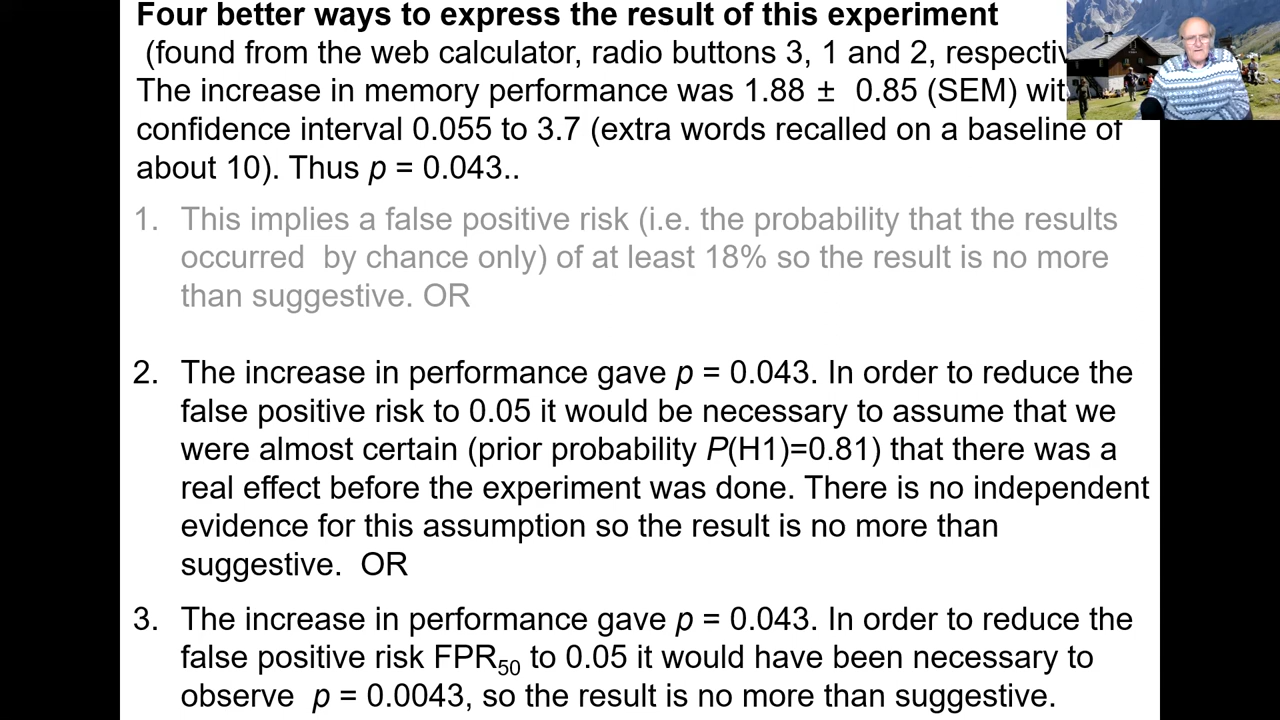 Four better ways to express the result of this experiment
(found from the web calculator, radio buttons 3, 1 and 2,
The increase in memory performance was 1.88 ± 0.85 (SEM)
confidence interval 0.055 to 3.7 (extra words recalled on a baseline of
about 10). Thus p = 0.043..
1. This implies a false positive risk (i.e. the probability that the results
occurred by chance only) of at least 18% so the result is no more
than suggestive. OR
2. The increase in performance gave p = 0.043. In order to reduce the
false positive risk to 0.05 it would be necessary to assume that we
were almost certain (prior probability P(H1)=0.81) that there was a
real effect before the experiment was done. There is no independent
evidence for this assumption so the result is no more than
suggestive. OR
3. The increase in performance gave p = 0.043. In order to reduce the
false positive risk FPR50 to 0.05 it would have been necessary to
observe p = 0.0043, so the result is no more than suggestive.